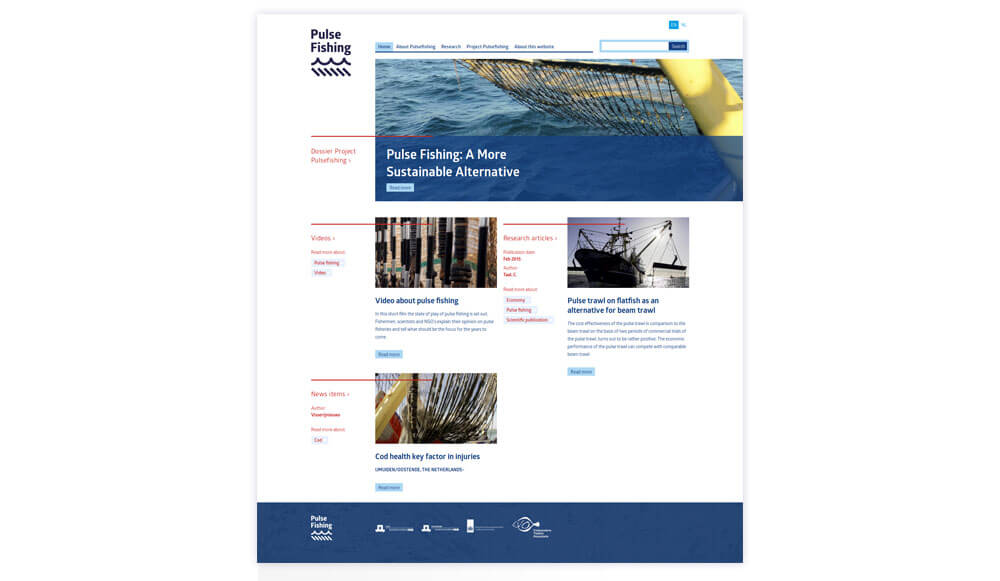 Pulse
Fishing
EN
NL
Home
About Pulsefishing
Research
Project Pulsefishing
About this website
Search
Dossier Project
Pulsefishing ›
Pulse Fishing: A More
Sustainable Alternative
Read more
Videos ›
Read more about:
Pulse fishing
Video
Video about pulse fishing
In this short film the state of play of pulse fishing is set out.
Fishermen, scientists and NGO's explain their opinion on pulse
fisheries and tell what should be the focus for the years to
come.
Read more
Research articles ›
Publication date:
Feb 2015
Author:
Taal, C.
Read more about:
Economy
Pulse fishing
Scientific publication
Pulse trawl on flatfish as an
alternative for beam trawl
The cost effectiveness of the pulse trawl in comparison to the
beam trawl on the basis of two periods of commercial trials of
the pulse trawl, turns out to be rather positive. The economic
performance of the pulse trawl can compete with comparable
beam trawl
Read more
News items ›
Author:
Visserijnieuws
Read more about:
Cod
Cod health key factor in injuries
IJMUIDEN/OOSTENDE, THE NETHERLANDS-
Read more
Pulse
Fishing